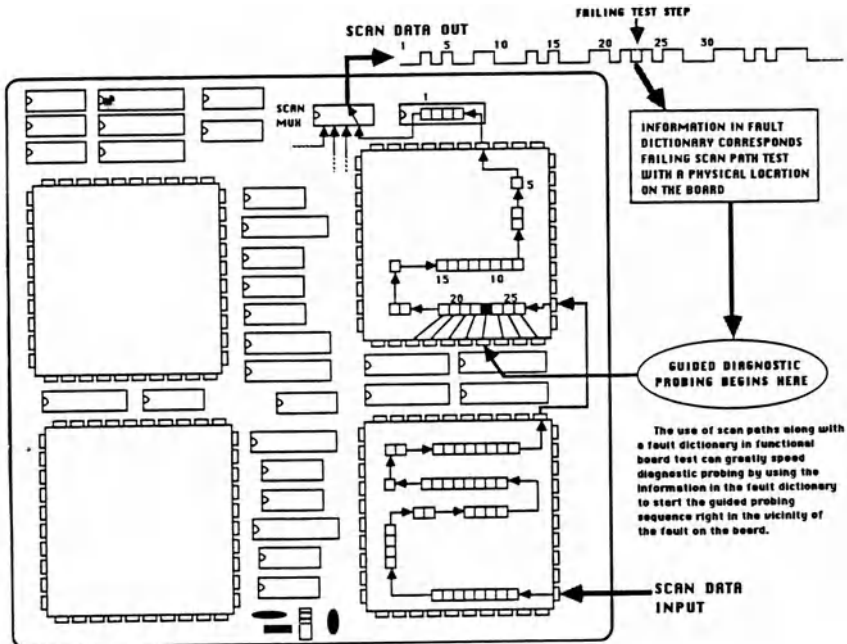 FAILING TEST STEP
SCAN DATA OUT
1 5 10 15 20 25 30
SCAN
MUX
1
INFORMATION IN FAULT
DICTIONARY CORRESPONDS
FAILING SCAN PATH TEST
WITH A PHYSICAL LOCATION
ON THE BOARD
5
15 10
20 25
GUIDED DIAGNOSTIC
PROBING BEGINS HERE
The use of scan paths along with
a fault dictionary in functional
board test can greatly speed
diagnostic probing by using the
information in the fault dictionary
to start the guided probing
sequence right in the vicinity of
the fault on the board.
SCAN DATA
INPUT